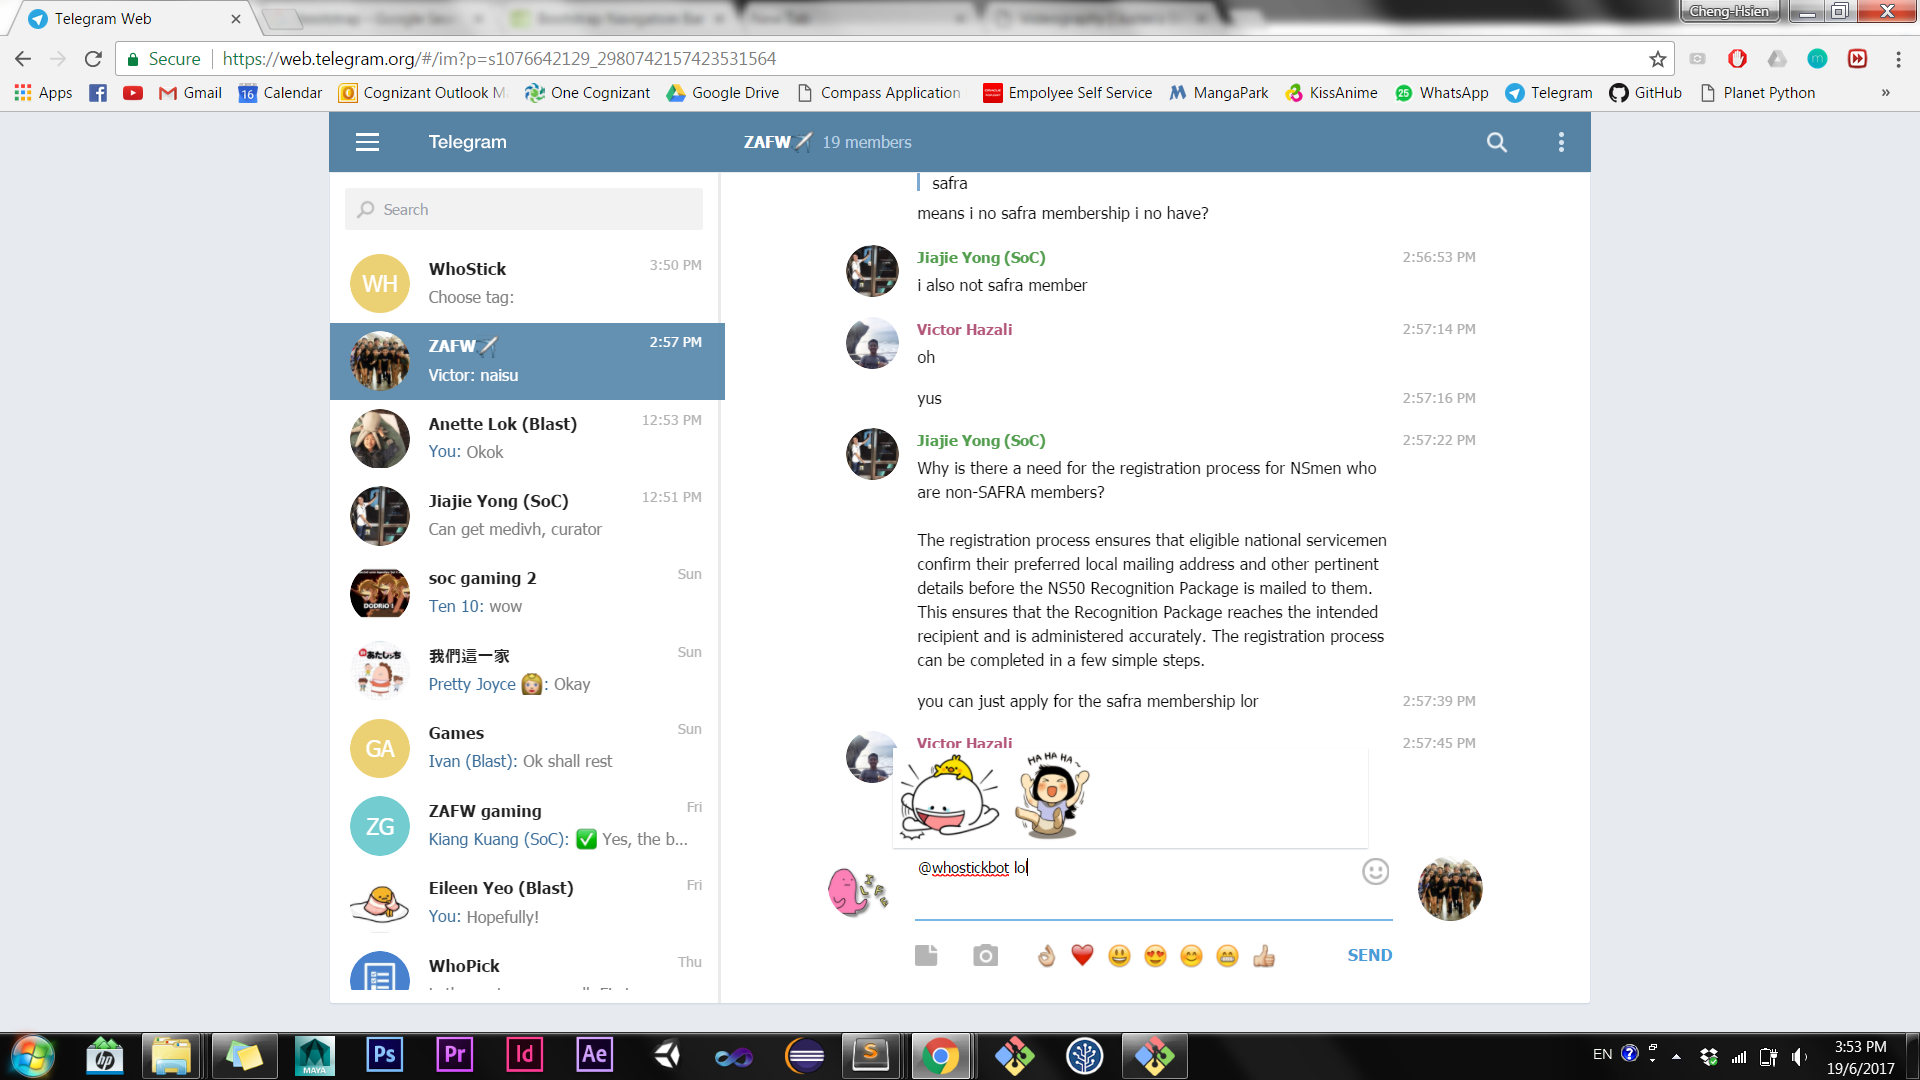 Telegram Web
Cheng-Hsien
Secure
https://web.telegram.org/#/im?p=s1076642129_2980742157423531564
Apps
Gmail
16
Calendar
Cognizant Outlook M
One Cognizant
Google Drive
Compass Application
Empolyee Self Service
MangaPark
KissAnime
25
WhatsApp
Telegram
GitHub
Planet Python
»
Telegram
ZAFW
19 members
Search
WH
WhoStick
3:50 PM
Choose tag:
ZAFW
2:57 PM
Victor: naisu
Anette Lok (Blast)
12:53 PM
You: Okok
Jiajie Yong (SoC)
12:51 PM
Can get medivh, curator
soc gaming 2
Sun
Ten 10: wow
我們這一家
Sun
Pretty Joyce 👸: Okay
GA
Games
Sun
Ivan (Blast): Ok shall rest
ZG
ZAFW gaming
Fri
Kiang Kuang (SoC): ✅ Yes, the b...
Eileen Yeo (Blast)
Fri
You: Hopefully!
WhoPick
Thu
safra
means i no safra membership i no have?
Jiajie Yong (SoC)
2:56:53 PM
i also not safra member
Victor Hazali
2:57:14 PM
oh
yus
2:57:16 PM
Jiajie Yong (SoC)
2:57:22 PM
Why is there a need for the registration process for NSmen who
are non-SAFRA members?
The registration process ensures that eligible national servicemen
confirm their preferred local mailing address and other pertinent
details before the NS50 Recognition Package is mailed to them.
This ensures that the Recognition Package reaches the intended
recipient and is administered accurately. The registration process
can be completed in a few simple steps.
you can just apply for the safra membership lor
2:57:39 PM
Victor Hazali
2:57:45 PM
HA HA HA~
@whostickbot lol
SEND
hp
MAYA
Ps
Pr
Id
Ae
S
EN
3:53 PM
19/6/2017